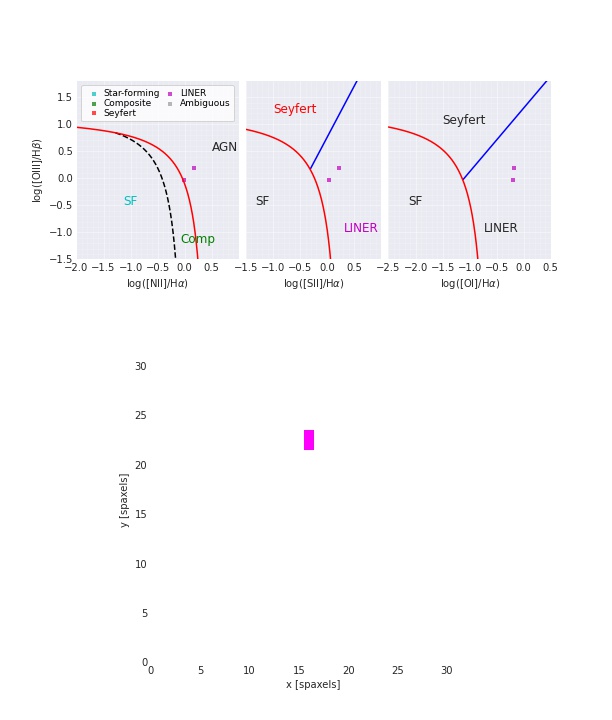 Star-forming
LINER
Composite
Ambiguous
Seyfert
AGN
SF
Comp
Seyfert
SF
LINER
Seyfert
SF
LINER
1.5
1.0
0.5
0.0
−0.5
−1.0
−1.5
log([OIII]/Hβ)
−2.0 −1.5 −1.0 −0.5 0.0 0.5
−1.5 −1.0 −0.5 0.0 0.5
−2.5 −2.0 −1.5 −1.0 −0.5 0.0 0.5
log([NII]/Hα)
log([SII]/Hα)
log([OI]/Hα)
30
25
20
15
10
5
0
y [spaxels]
0 5 10 15 20 25 30
x [spaxels]